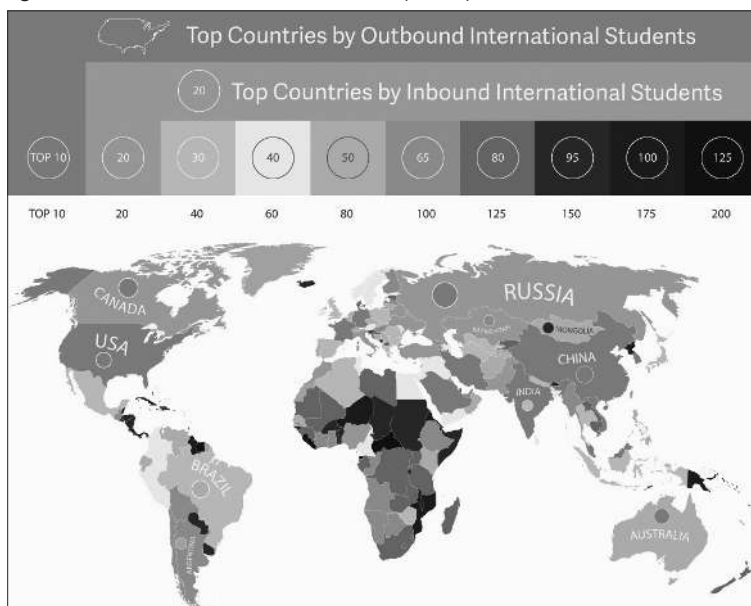 Top Countries by Outbound International Students
20 Top Countries by Inbound International Students
TOP 10 20 30 40 50 65 80 95 100 125
TOP 10 20 40 60 80 100 125 150 175 200
CANADA
RUSSIA
USA
KAZAKHSTAN
MONGOLIA
CHINA
INDIA
BRAZIL
ARGENTINA
AUSTRALIA